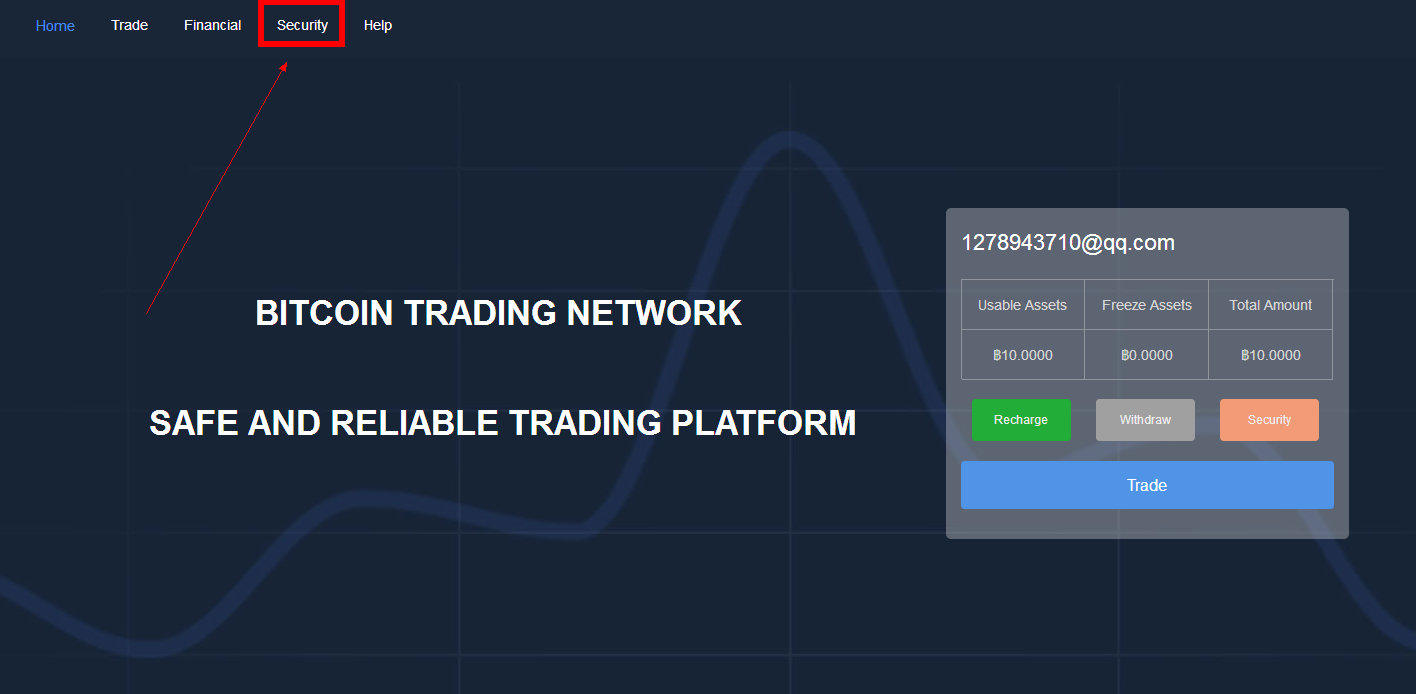 Home Trade Financial Security Help
1278943710@qq.com
Usable Assets Freeze Assets Total Amount
BITCOIN TRADING NETWORK
฿10.0000 ฿0.0000 ฿10.0000
SAFE AND RELIABLE TRADING PLATFORM
Recharge Withdraw Security
Trade